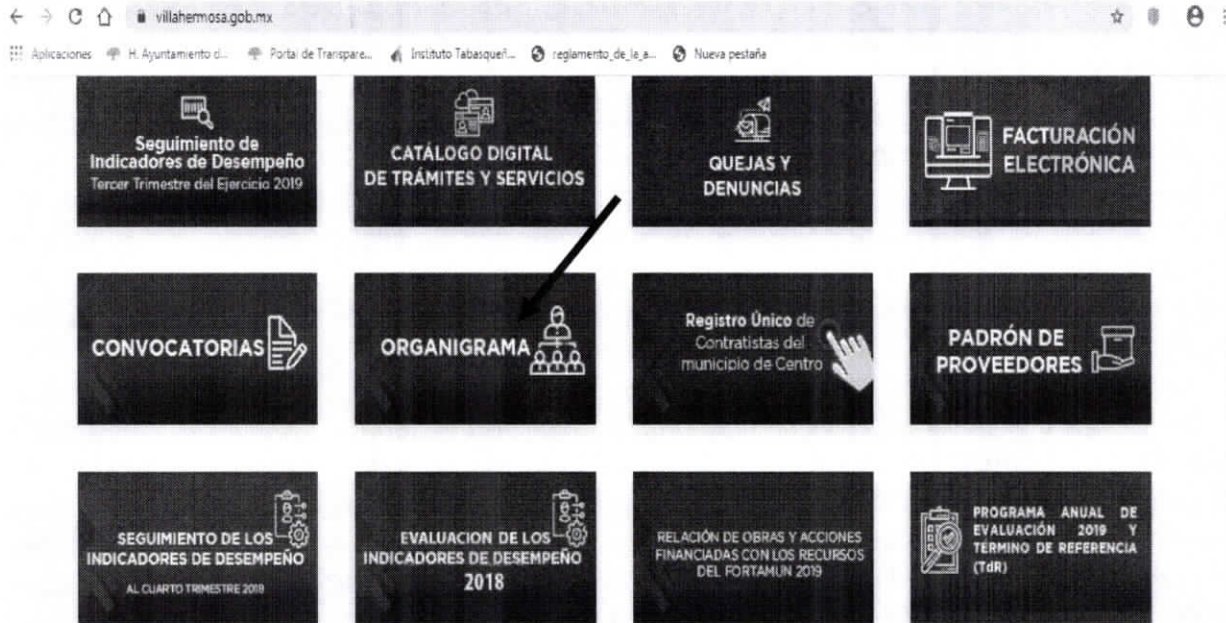 villahermosa.gob.mx
Aplicaciones H. Ayuntamiento d... Portal de Transpare... Instituto Tabasqueñ... reglamento_de_la_a... Nueva pestaña
Seguimiento de
Indicadores de Desempeño
Tercer Trimestre del Ejercicio 2019
CATÁLOGO DIGITAL
DE TRÁMITES Y SERVICIOS
QUEJAS Y
DENUNCIAS
FACTURACIÓN
ELECTRÓNICA
CONVOCATORIAS
ORGANIGRAMA
Registro Único de
Contratistas del
municipio de Centro
PADRÓN DE
PROVEEDORES
SEGUIMIENTO DE LOS
INDICADORES DE DESEMPEÑO
AL CUARTO TRIMESTRE 2018
EVALUACION DE LOS
INDICADORES DE DESEMPEÑO
2018
RELACIÓN DE OBRAS Y ACCIONES
FINANCIADAS CON LOS RECURSOS
DEL FORTAMUN 2019
PROGRAMA ANUAL DE
EVALUACIÓN 2019 Y
TÉRMINO DE REFERENCIA
(TdR)